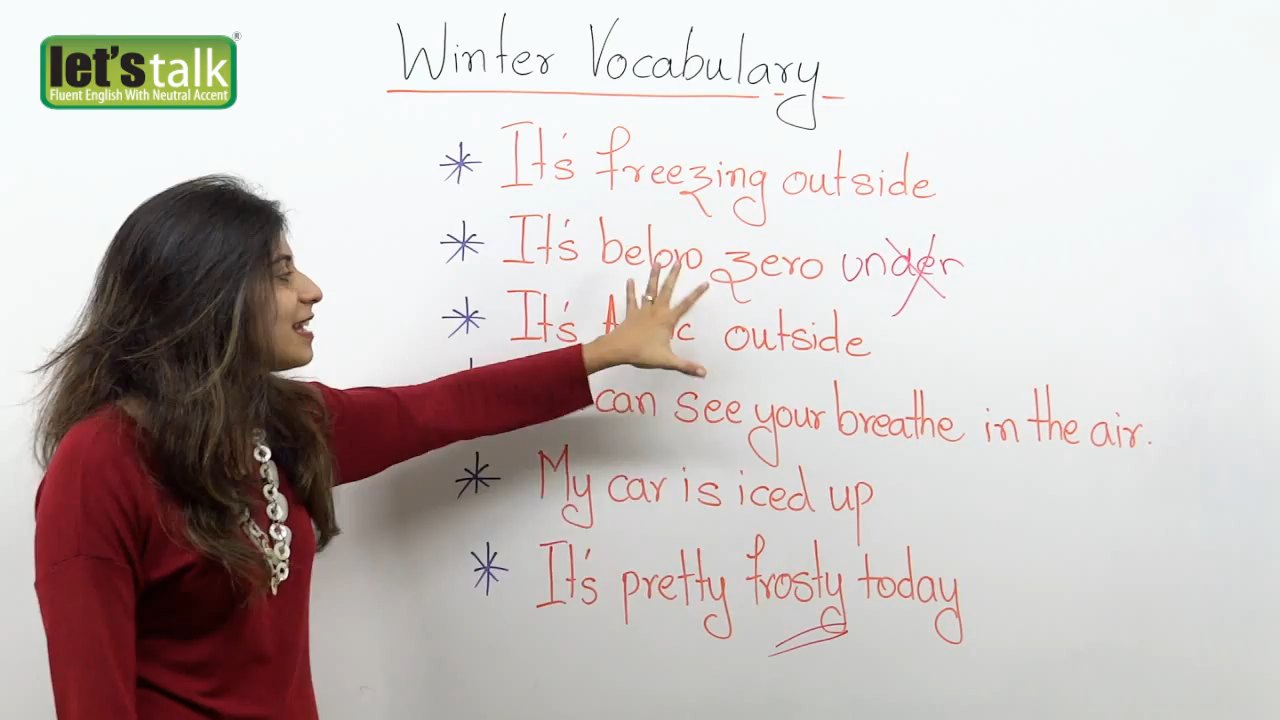 let's talk®
Fluent English With Neutral Accent
Winter Vocabulary
It's freezing outside
It's below zero under
It's outside
can see your breathe in the air.
My car is iced up
It's pretty frosty today